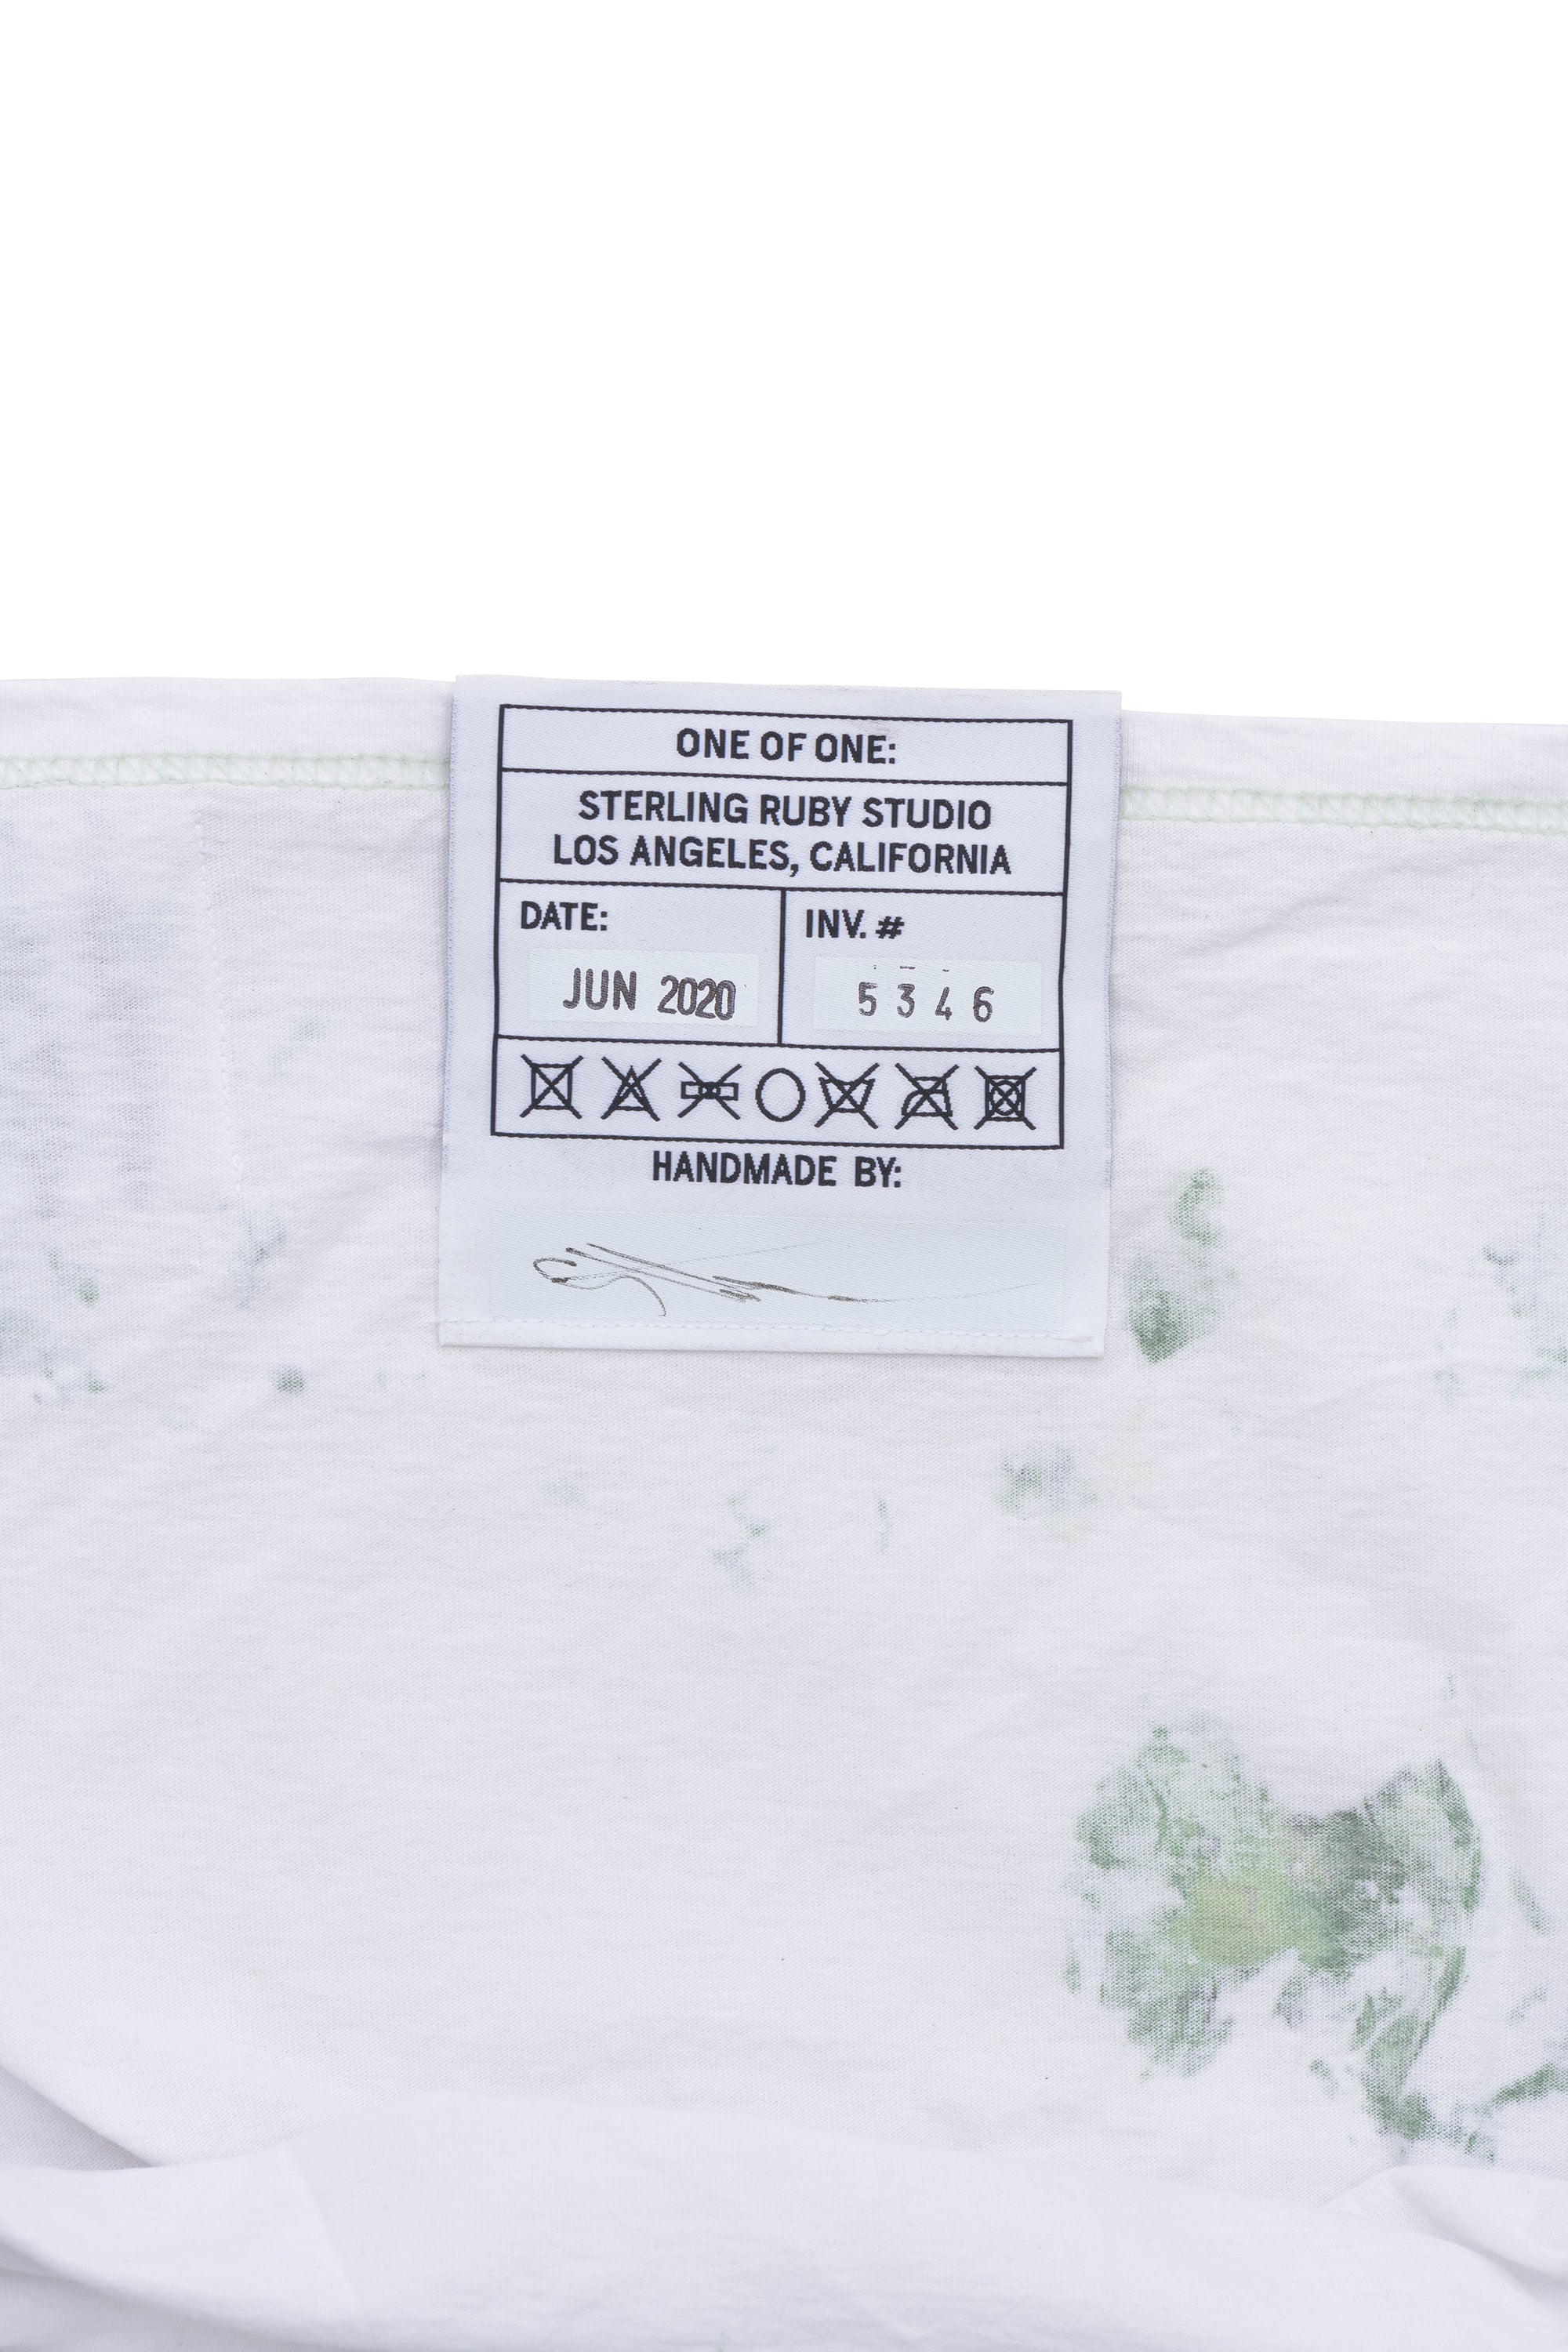 ONE OF ONE:
STERLING RUBY STUDIO
LOS ANGELES, CALIFORNIA
DATE:
JUN 2020
INV. #
5346
HANDMADE BY: